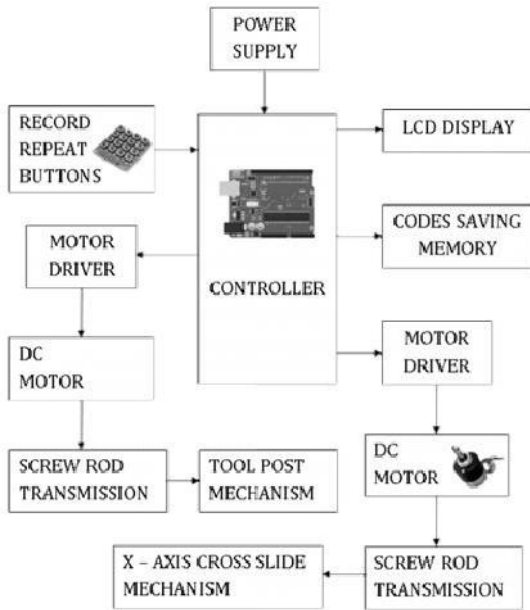 POWER
SUPPLY
RECORD
REPEAT
BUTTONS
LCD DISPLAY
CODES SAVING
MEMORY
MOTOR
DRIVER
CONTROLLER
MOTOR
DRIVER
DC
MOTOR
DC
MOTOR
SCREW ROD
TRANSMISSION
TOOL POST
MECHANISM
X – AXIS CROSS SLIDE
MECHANISM
SCREW ROD
TRANSMISSION